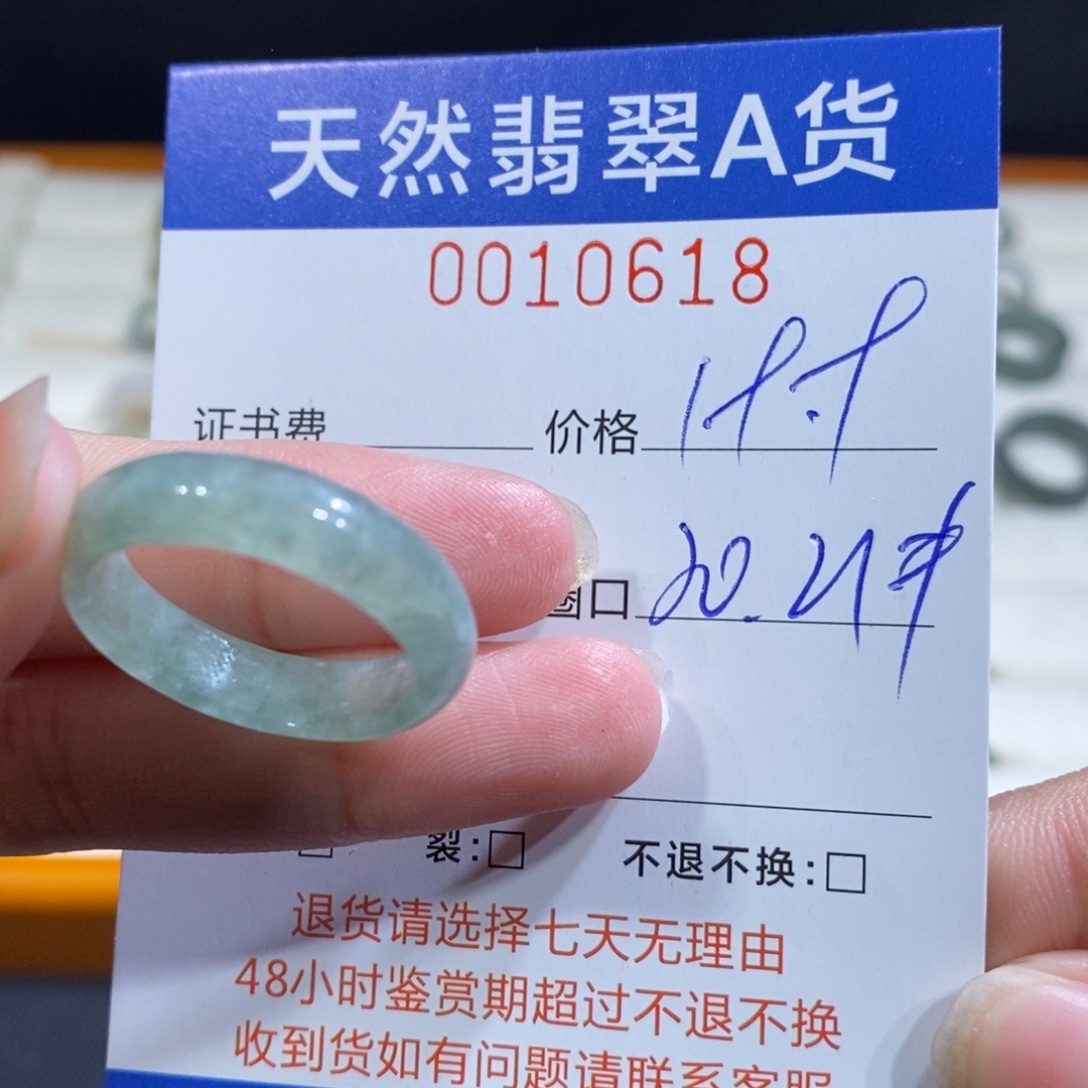 天然翡翠A货
0010618
证书费 价格
圈口 20.21
裂:□ 不退不换:□
退货请选择七天无理由
48小时鉴赏期超过不退不换
收到货如有问题请联系客服